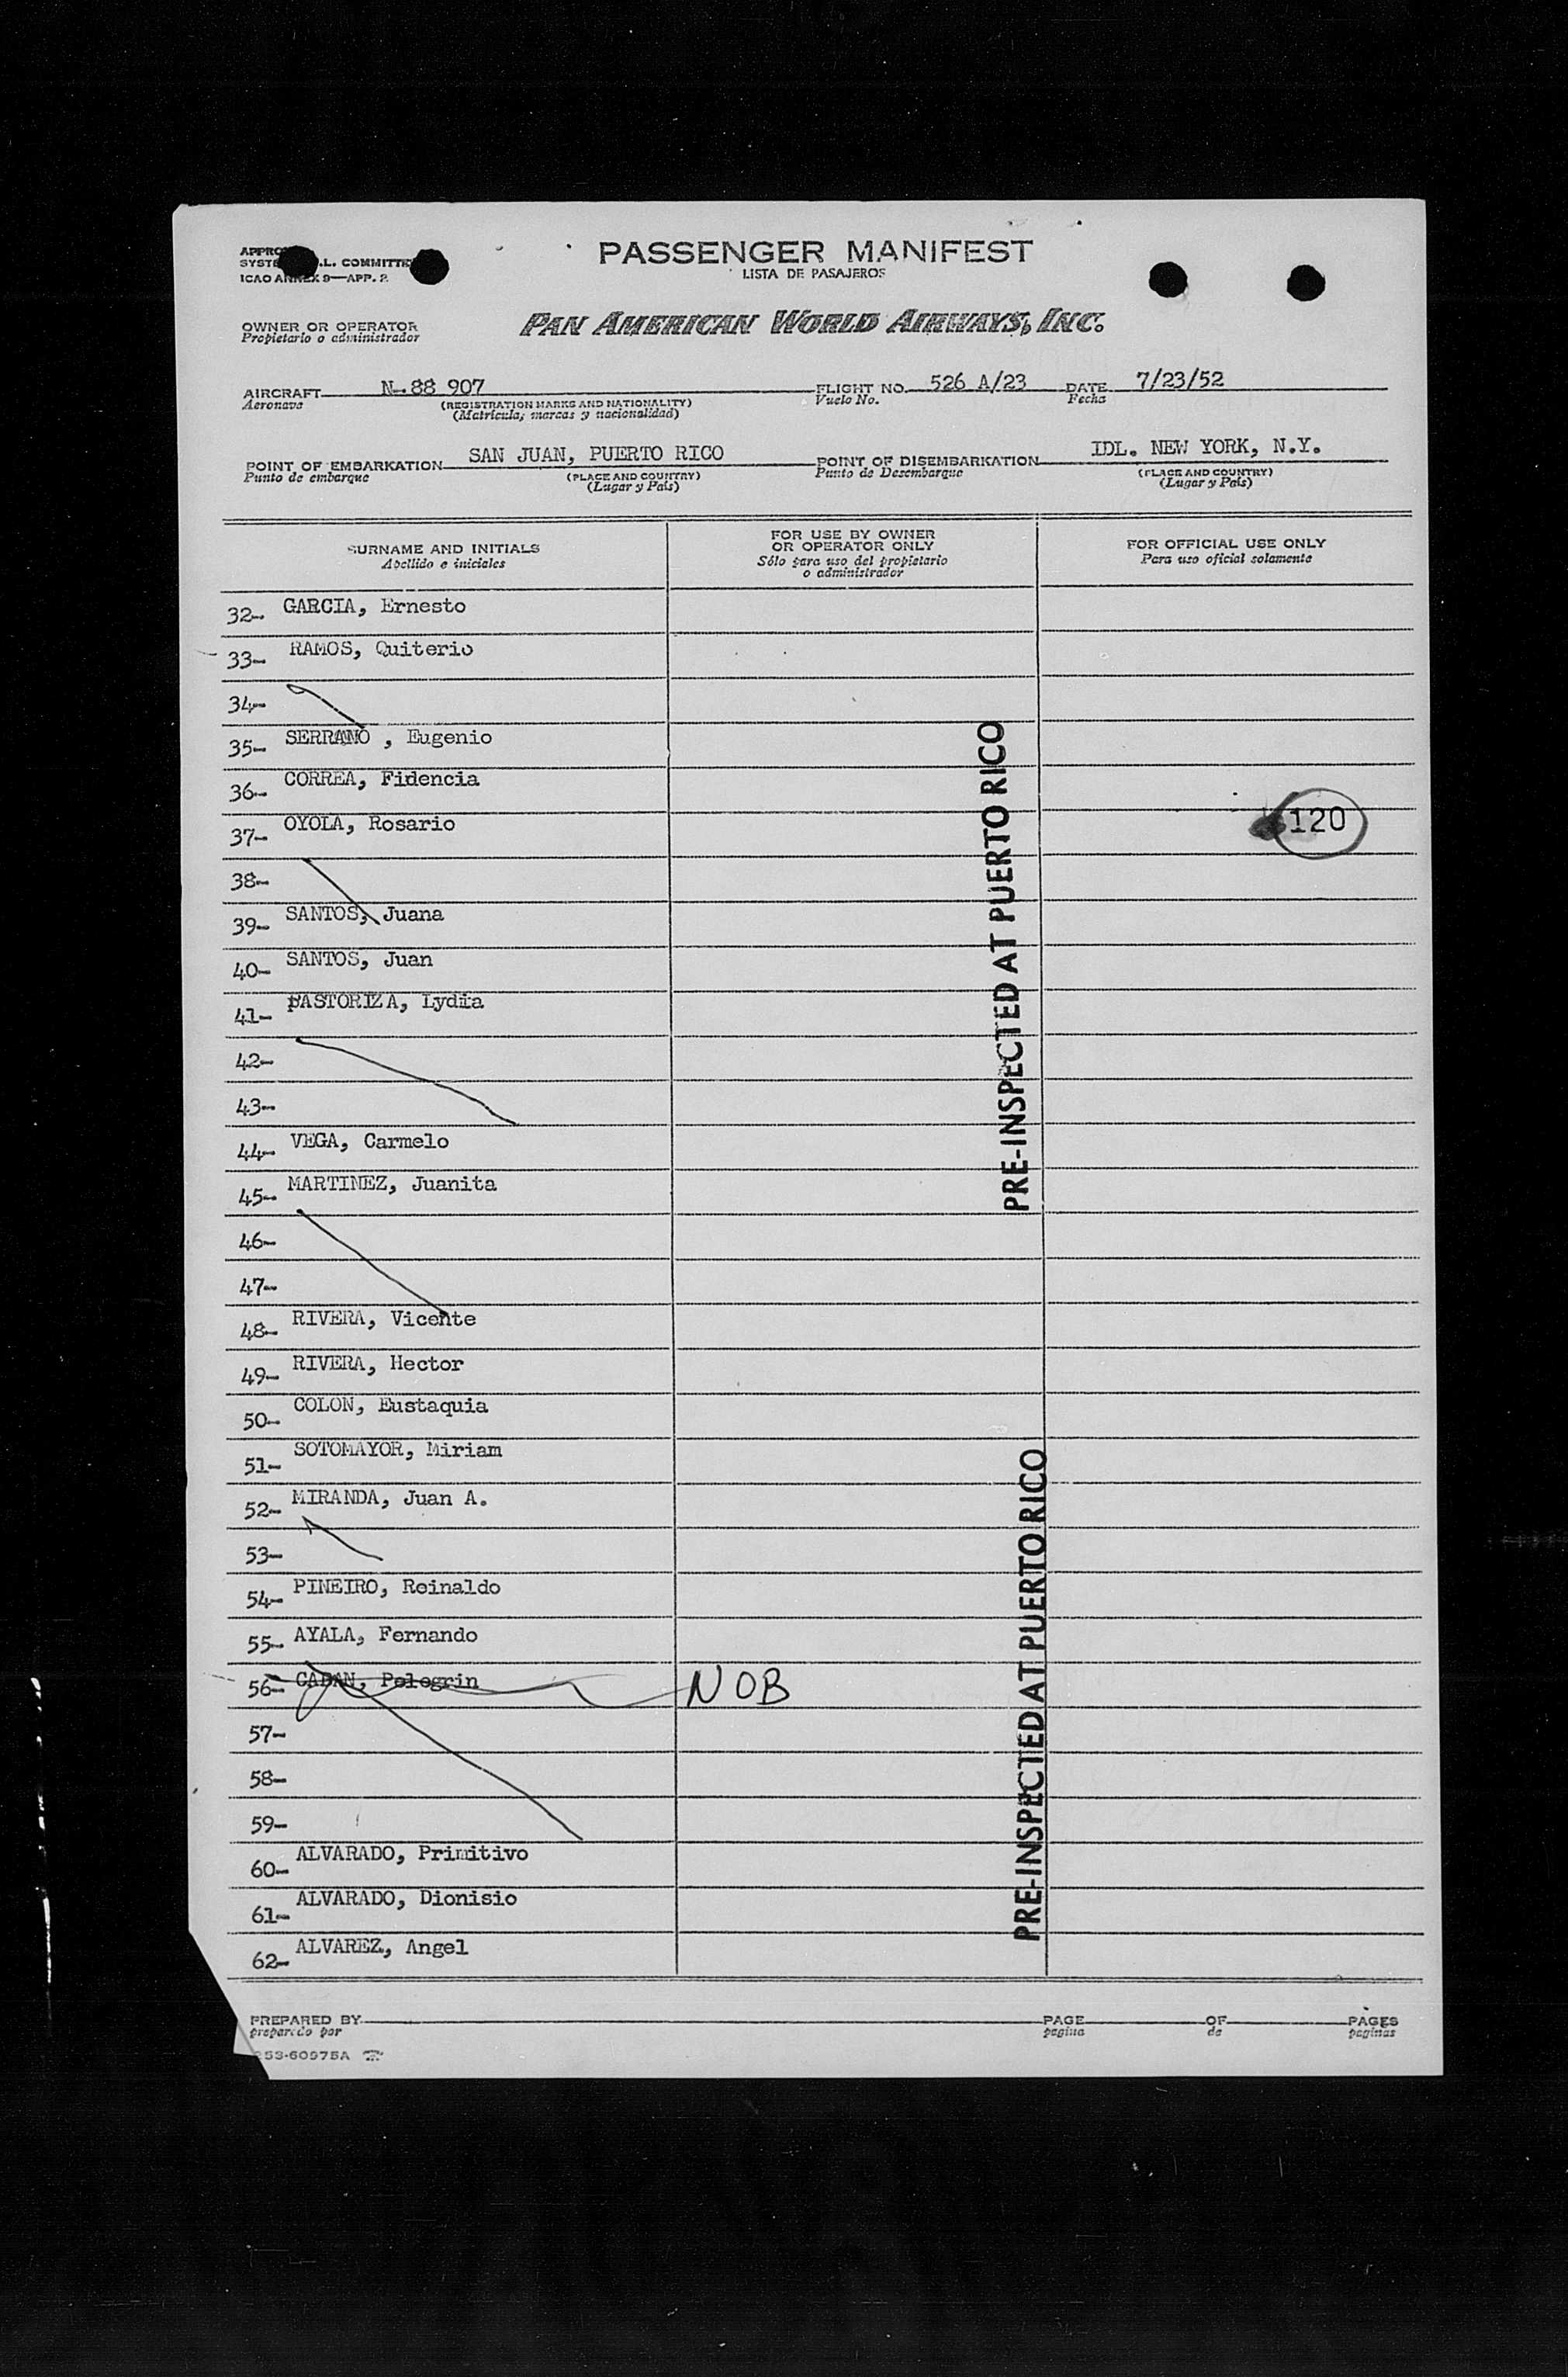 PASSENGER MANIFEST
LISTA DE PASAJEROS
APPRO
SYSTE .L. COMMITTE
ICAO ANNEX 9—APP. 2
OWNER OR OPERATOR
Propietario o administrador
PAN AMERICAN WORLD AIRWAYS, INC.
AIRCRAFT N-88 907 FLIGHT NO. 526 A/23 DATE 7/23/52
Aeronave (REGISTRATION MARKS AND NATIONALITY) Vuelo No. Fecha
(Matrícula, marcas y nacionalidad)
POINT OF EMBARKATION SAN JUAN, PUERTO RICO POINT OF DISEMBARKATION IDL. NEW YORK, N.Y.
Punto de embarque (PLACE AND COUNTRY) Punto de Desembarque (PLACE AND COUNTRY)
(Lugar y País) (Lugar y País)
SURNAME AND INITIALS
Apellido e iniciales
FOR USE BY OWNER
OR OPERATOR ONLY
Sólo para uso del propietario
o administrador
FOR OFFICIAL USE ONLY
Para uso oficial solamente
32- GARCIA, Ernesto
33- RAMOS, Quiterio
34-
35- SERRANO , Eugenio
36- CORREA, Fidencia
37- OYOLA, Rosario
120
38-
39- SANTOS, Juana
40- SANTOS, Juan
41- PASTORIZA, Lydia
42-
43-
44- VEGA, Carmelo
45- MARTINEZ, Juanita
46-
47-
48- RIVERA, Vicente
49- RIVERA, Hector
50- COLON, Eustaquia
51- SOTOMAYOR, Miriam
52- MIRANDA, Juan A.
53-
54- PINEIRO, Reinaldo
55- AYALA, Fernando
56- CABAN, Pelegrin NOB
57-
58-
59-
60- ALVARADO, Primitivo
61- ALVARADO, Dionisio
62- ALVAREZ, Angel
PRE-INSPECTED AT PUERTO RICO
PRE-INSPECTED AT PUERTO RICO
PREPARED BY PAGE OF PAGES
preparado por pagina de paginas
253-60975A